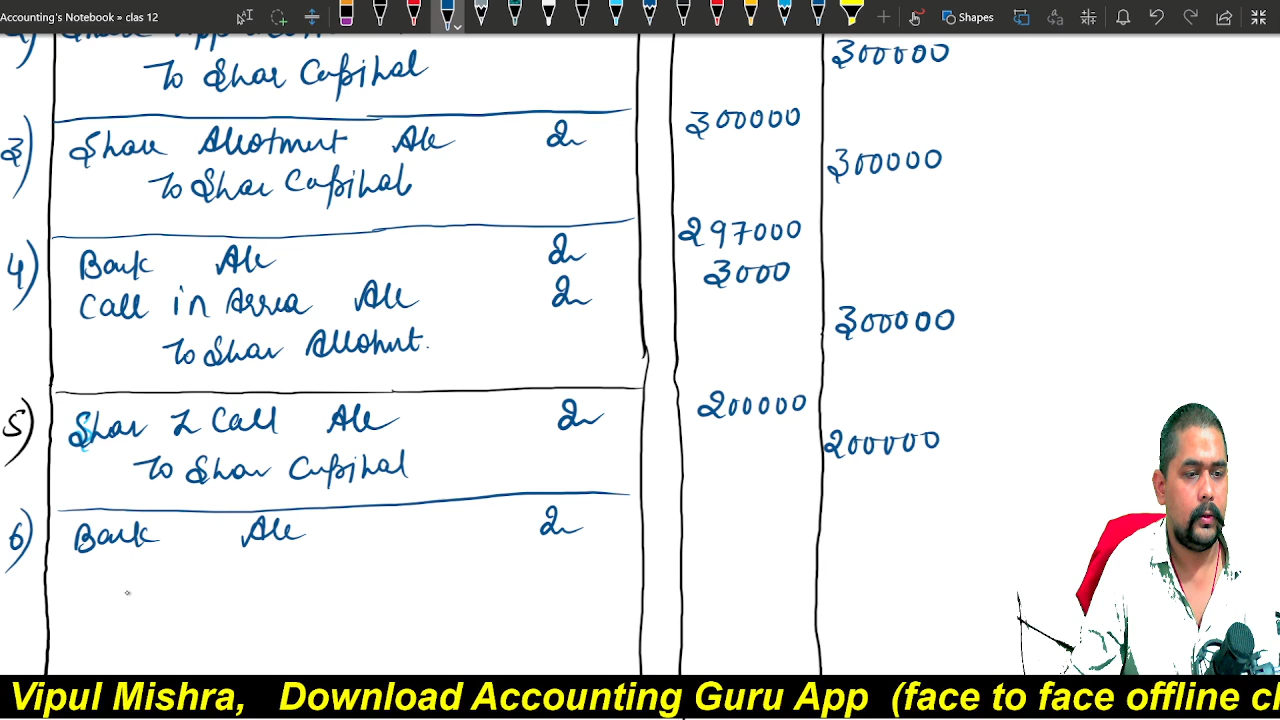 Accounting's Notebook » clas 12
Shapes
To Shar Capital
300000
3) Share Allotment A/c Dr 300000
To Shar Capital 300000
4) Bank A/c Dr 297000
Call in Arrea A/c Dr 3000
To Shar Allotmt. 300000
5) Shar I Call A/c Dr 200000
To Shar Capital 200000
6) Bank A/c Dr
Vipul Mishra, Download Accounting Guru App (face to face offline cl